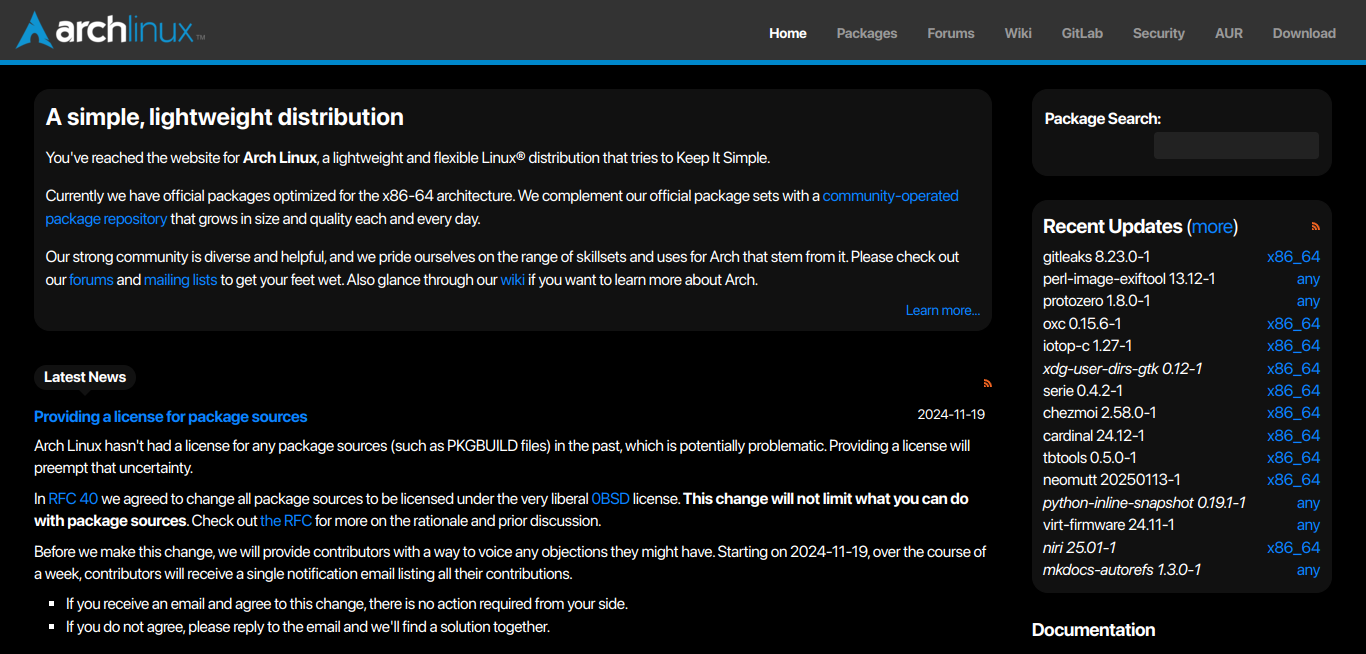 archlinux™
Home Packages Forums Wiki GitLab Security AUR Download
A simple, lightweight distribution
You've reached the website for Arch Linux, a lightweight and flexible Linux® distribution that tries to Keep It Simple.
Currently we have official packages optimized for the x86-64 architecture. We complement our official package sets with a community-operated
package repository that grows in size and quality each and every day.
Our strong community is diverse and helpful, and we pride ourselves on the range of skillsets and uses for Arch that stem from it. Please check out
our forums and mailing lists to get your feet wet. Also glance through our wiki if you want to learn more about Arch.
Learn more...
Latest News
Providing a license for package sources 2024-11-19
Arch Linux hasn't had a license for any package sources (such as PKGBUILD files) in the past, which is potentially problematic. Providing a license will
preempt that uncertainty.
In RFC 40 we agreed to change all package sources to be licensed under the very liberal 0BSD license. This change will not limit what you can do
with package sources. Check out the RFC for more on the rationale and prior discussion.
Before we make this change, we will provide contributors with a way to voice any objections they might have. Starting on 2024-11-19, over the course of
a week, contributors will receive a single notification email listing all their contributions.
If you receive an email and agree to this change, there is no action required from your side.
If you do not agree, please reply to the email and we'll find a solution together.
Package Search:
Recent Updates (more)
gitleaks 8.23.0-1 x86_64
perl-image-exiftool 13.12-1 any
protozero 1.8.0-1 any
oxc 0.15.6-1 x86_64
iotop-c 1.27-1 x86_64
xdg-user-dirs-gtk 0.12-1 x86_64
serie 0.4.2-1 x86_64
chezmoi 2.58.0-1 x86_64
cardinal 24.12-1 x86_64
tbtools 0.5.0-1 x86_64
neomutt 20250113-1 x86_64
python-inline-snapshot 0.19.1-1 any
virt-firmware 24.11-1 any
niri 25.01-1 x86_64
mkdocs-autorefs 1.3.0-1 any
Documentation